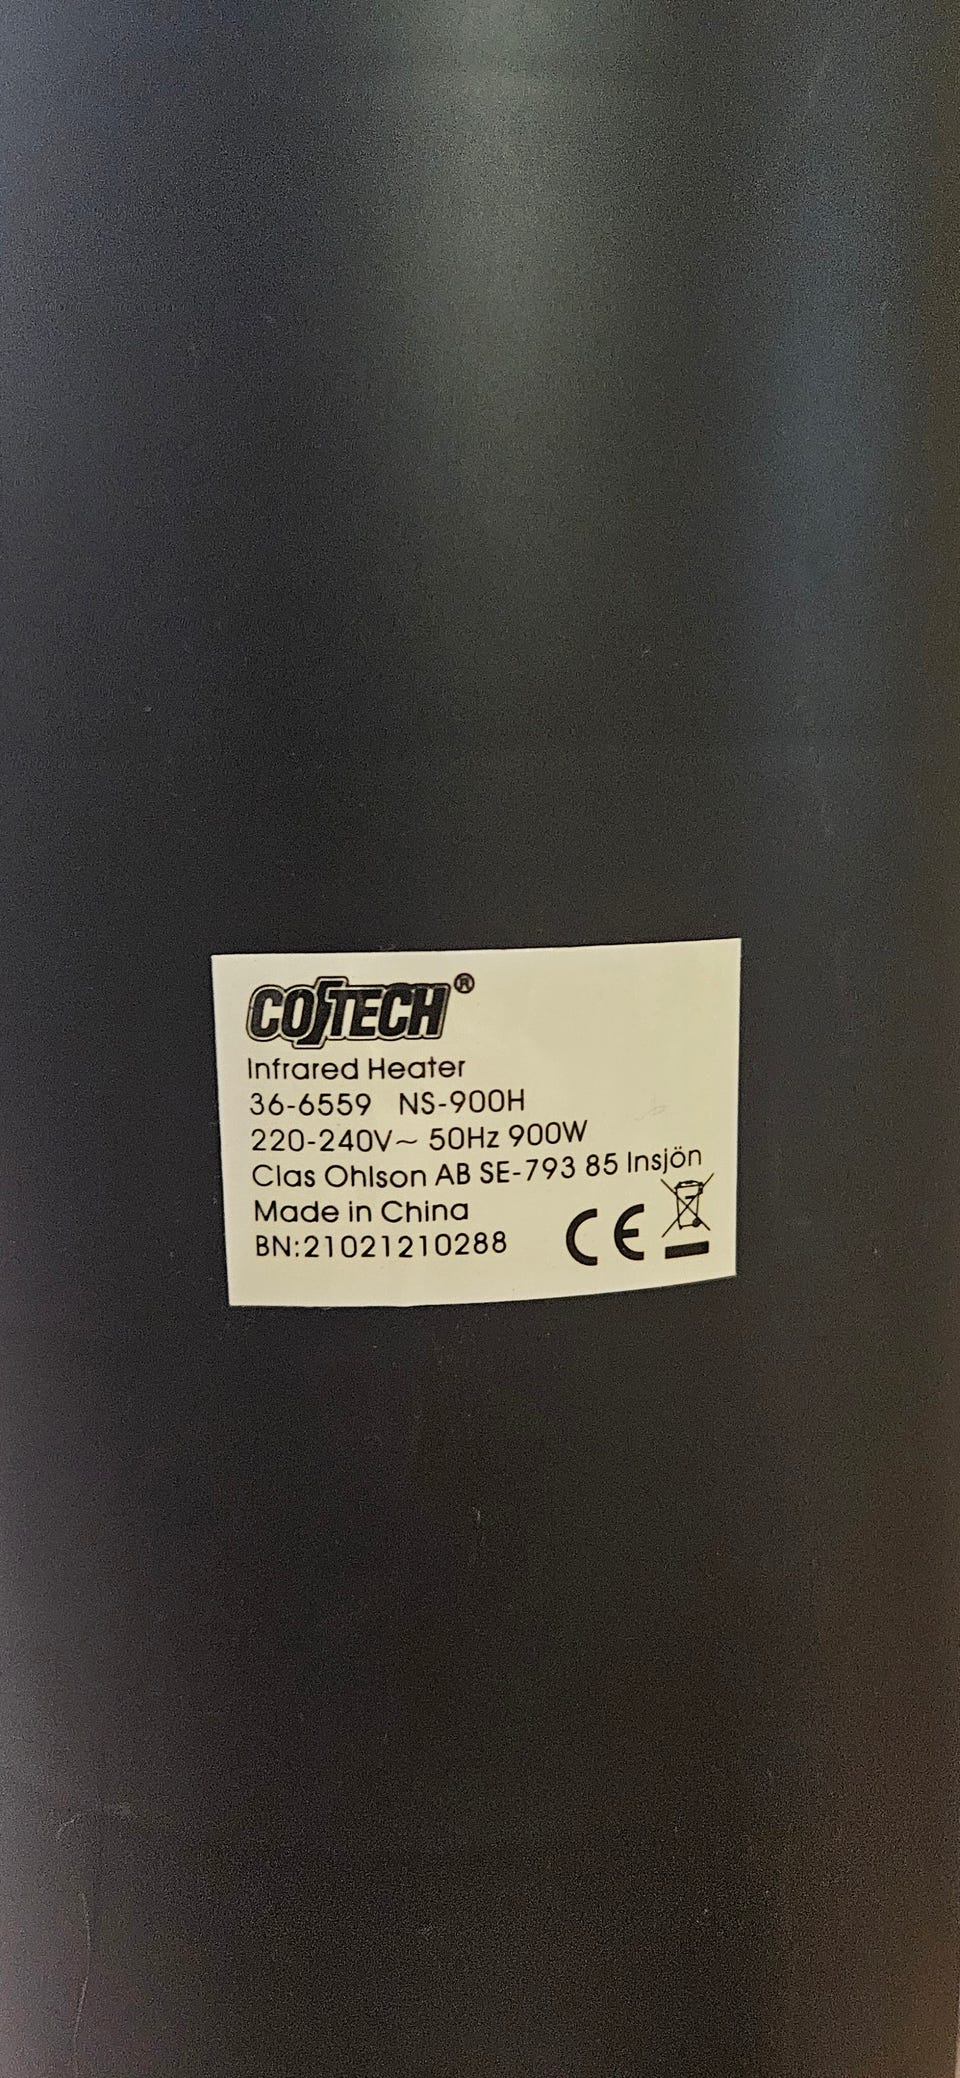 COTECH®
Infrared Heater
36-6559 NS-900H
220-240V~ 50Hz 900W
Clas Ohlson AB SE-793 85 Insjön
Made in China
BN:21021210288
CE